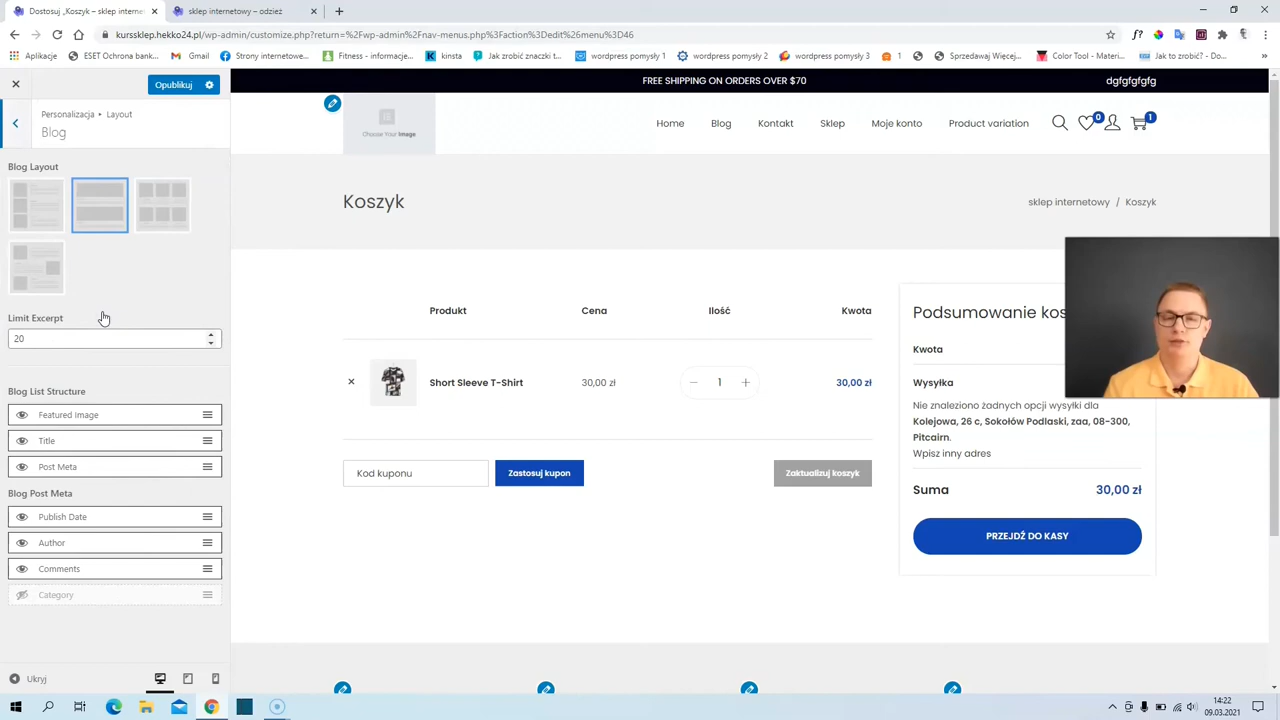 Dostosuj „Koszyk – sklep internet
sklep internetowy – odzież
kurssklep.hekko24.pl/wp-admin/customize.php?return=%2Fwp-admin%2Fnav-menus.php%3Faction%3Dedit%26menu%3D46
Aplikacje
ESET Ochrona banko...
Gmail
Strony internetowe...
Fitness - informacje...
kinsta
Jak zrobić znaczki t...
wordpress pomysły 1
wordpress pomysły 2
wordpress pomysły 3
1
Sprzedawaj Więcej,...
Color Tool - Materi...
Jak to zrobić? - Do...
Opublikuj
Personalizacja • Layout
Blog
Blog Layout
Limit Excerpt
20
Blog List Structure
Featured Image
Title
Post Meta
Blog Post Meta
Publish Date
Author
Comments
Category
Ukryj
FREE SHIPPING ON ORDERS OVER $70
dgfgfgfgfg
Choose Your Image
Home
Blog
Kontakt
Sklep
Moje konto
Product variation
0
1
Koszyk
sklep internetowy / Koszyk
Produkt
Cena
Ilość
Kwota
Short Sleeve T-Shirt
30,00 zł
1
30,00 zł
Kod kuponu
Zastosuj kupon
Zaktualizuj koszyk
Podsumowanie kos
Kwota
Wysyłka
Nie znaleziono żadnych opcji wysyłki dla
Kolejowa, 26 c, Sokołów Podlaski, zaa, 08-300,
Pitcairn.
Wpisz inny adres
Suma
30,00 zł
PRZEJDŹ DO KASY
14:22
09.03.2021